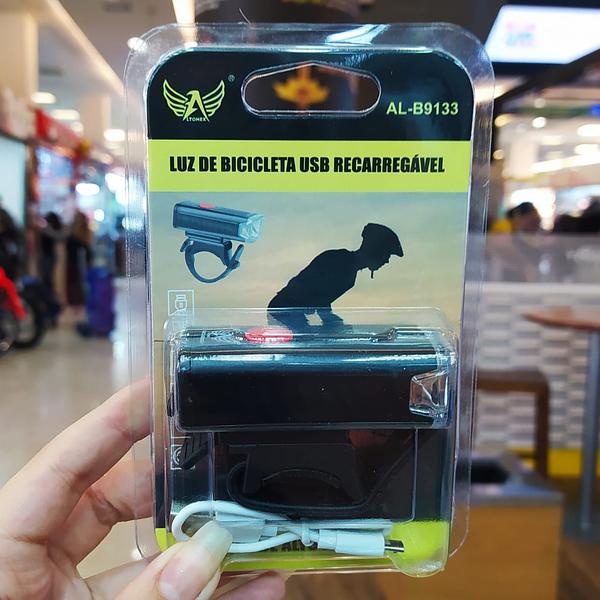 ALTOMEX®
AL-B9133
LUZ DE BICICLETA USB RECARREGÁVEL